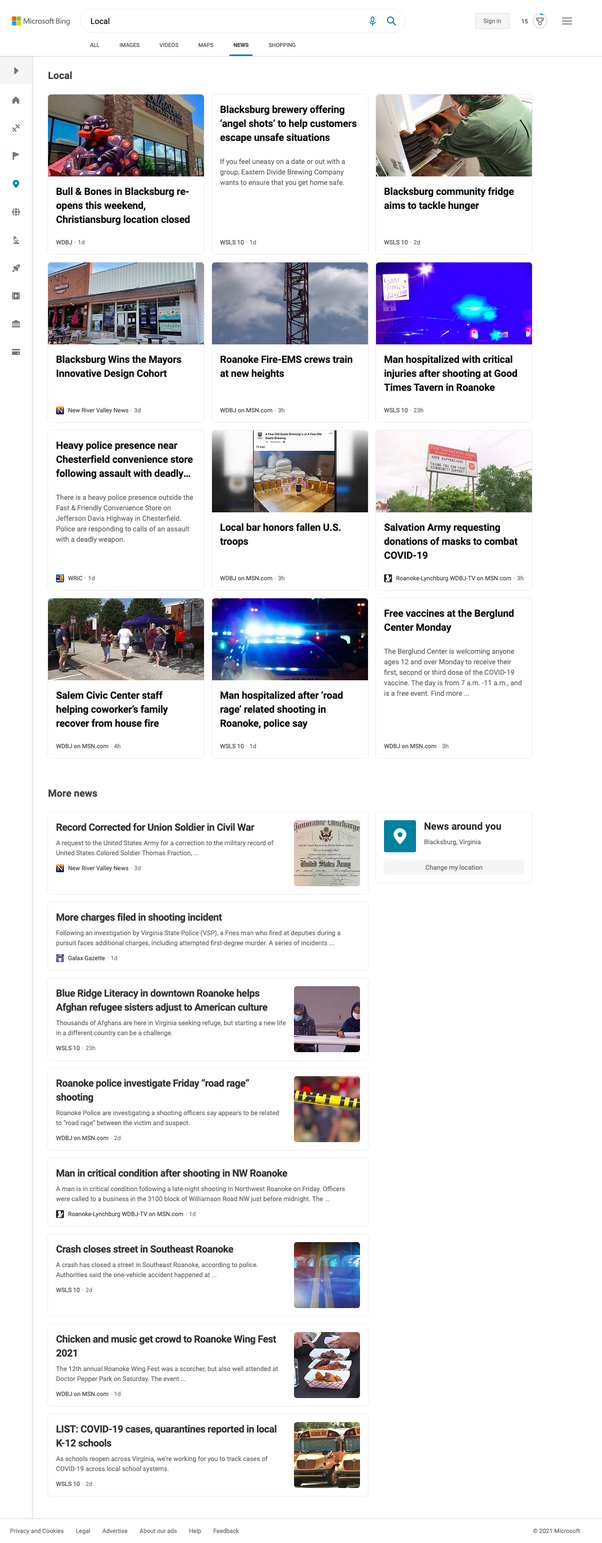 Microsoft Bing
Local
Sign in
15
ALL
IMAGES
VIDEOS
MAPS
NEWS
SHOPPING
Local
Bull & Bones in Blacksburg re-
opens this weekend,
Christiansburg location closed
WDBJ · 1d
Blacksburg brewery offering
‘angel shots’ to help customers
escape unsafe situations
If you feel uneasy on a date or out with a
group, Eastern Divide Brewing Company
wants to ensure that you get home safe.
WSLS 10 · 1d
Blacksburg community fridge
aims to tackle hunger
WSLS 10 · 2d
Blacksburg Wins the Mayors
Innovative Design Cohort
New River Valley News · 3d
Roanoke Fire-EMS crews train
at new heights
WDBJ on MSN.com · 3h
Man hospitalized with critical
injuries after shooting at Good
Times Tavern in Roanoke
WSLS 10 · 23h
Heavy police presence near
Chesterfield convenience store
following assault with deadly...
There is a heavy police presence outside the
Fast & Friendly Convenience Store on
Jefferson Davis Highway in Chesterfield.
Police are responding to calls of an assault
with a deadly weapon.
WRIC · 1d
Local bar honors fallen U.S.
troops
WDBJ on MSN.com · 3h
Salvation Army requesting
donations of masks to combat
COVID-19
Roanoke-Lynchburg WDBJ-TV on MSN.com · 3h
Salem Civic Center staff
helping coworker’s family
recover from house fire
WDBJ on MSN.com · 4h
Man hospitalized after ‘road
rage’ related shooting in
Roanoke, police say
WSLS 10 · 1d
Free vaccines at the Berglund
Center Monday
The Berglund Center is welcoming anyone
ages 12 and over Monday to receive their
first, second or third dose of the COVID-19
vaccine. The day is from 7 a.m. -11 a.m., and
is a free event. Find more ...
WDBJ on MSN.com · 3h
More news
Record Corrected for Union Soldier in Civil War
A request to the United States Army for a correction to the military record of
United States Colored Soldier Thomas Fraction, ...
New River Valley News · 3d
United States Army
News around you
Blacksburg, Virginia
Change my location
More charges filed in shooting incident
Following an investigation by Virginia State Police (VSP), a Fries man who fired at deputies during a
pursuit faces additional charges, including attempted first-degree murder. A series of incidents ...
Galax Gazette · 1d
Blue Ridge Literacy in downtown Roanoke helps
Afghan refugee sisters adjust to American culture
Thousands of Afghans are here in Virginia seeking refuge, but starting a new life
in a different country can be a challenge.
WSLS 10 · 23h
Roanoke police investigate Friday “road rage”
shooting
Roanoke Police are investigating a shooting officers say appears to be related
to “road rage” between the victim and suspect.
WDBJ on MSN.com · 2d
Man in critical condition after shooting in NW Roanoke
A man is in critical condition following a late-night shooting in Northwest Roanoke on Friday. Officers
were called to a business in the 3100 block of Williamson Road NW just before midnight. The ...
Roanoke-Lynchburg WDBJ-TV on MSN.com · 1d
Crash closes street in Southeast Roanoke
A crash has closed a street in Southeast Roanoke, according to police.
Authorities said the one-vehicle accident happened at ...
WSLS 10 · 2d
Chicken and music get crowd to Roanoke Wing Fest
2021
The 12th annual Roanoke Wing Fest was a scorcher, but also well attended at
Doctor Pepper Park on Saturday. The event ...
WDBJ on MSN.com · 1d
LIST: COVID-19 cases, quarantines reported in local
K-12 schools
As schools reopen across Virginia, we’re working for you to track cases of
COVID-19 across local school systems.
WSLS 10 · 2d
Privacy and Cookies
Legal
Advertise
About our ads
Help
Feedback
© 2021 Microsoft